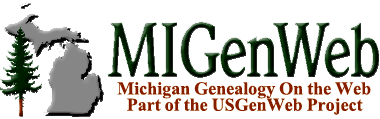 MIGenWeb
Michigan Genealogy On the Web
Part of the USGenWeb Project